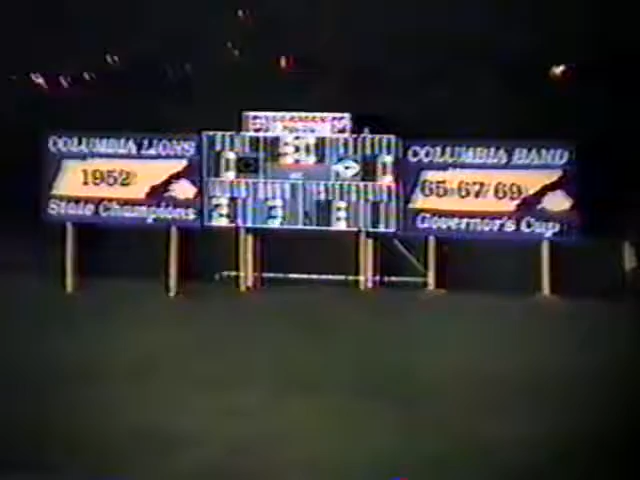 COLUMBIA LIONS
1952
State Champions
COLUMBIA BAND
65 67 69
Governor's Cup